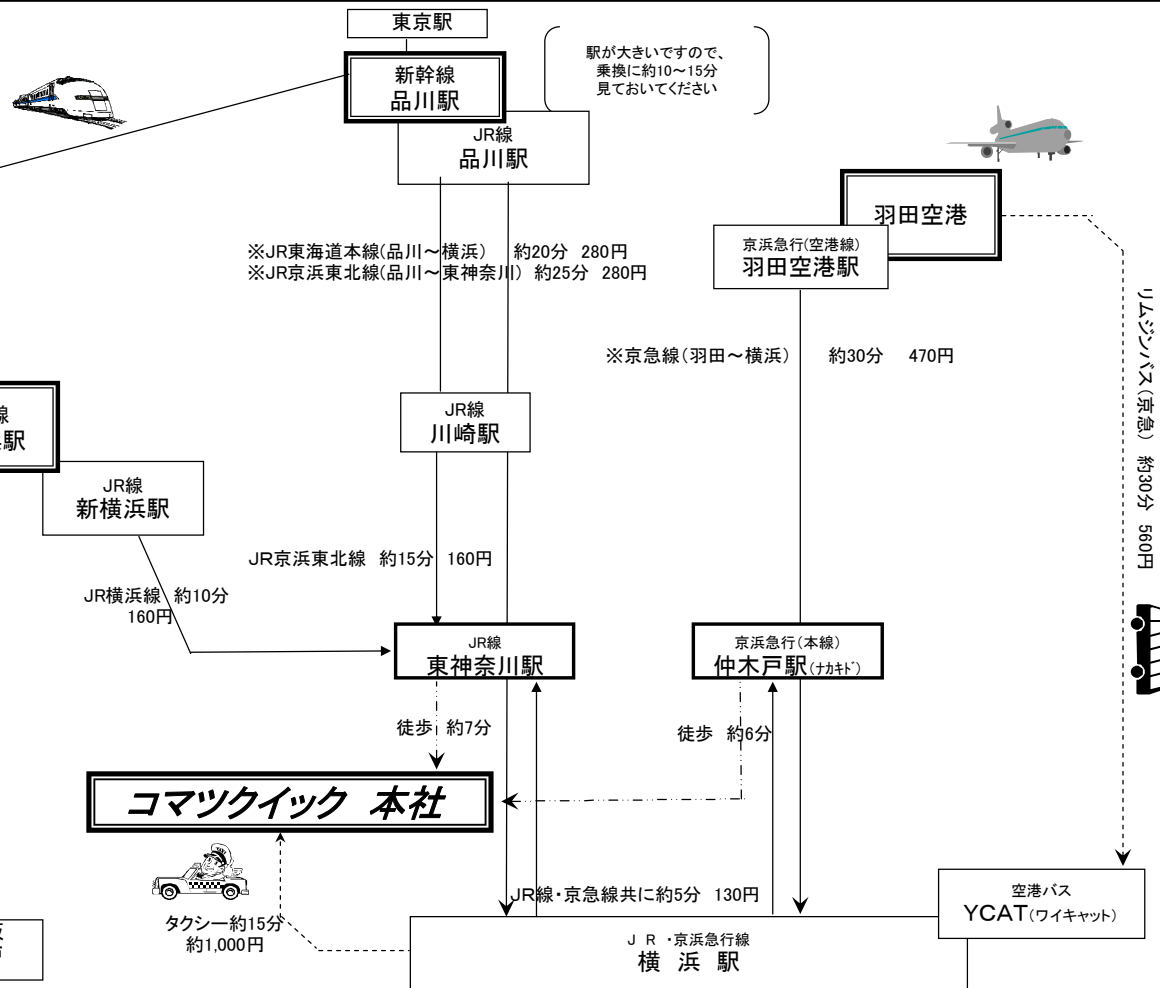 東京駅
新幹線
品川駅
駅が大きいですので、
乗換に約10～15分
見ておいてください
JR線
品川駅
羽田空港
京浜急行(空港線)
羽田空港駅
※JR東海道本線(品川～横浜) 約20分 280円
※JR京浜東北線(品川～東神奈川) 約25分 280円
リムジンバス(京急) 約30分 560円
※京急線(羽田～横浜) 約30分 470円
線
駅
JR線
川崎駅
JR線
新横浜駅
JR京浜東北線 約15分 160円
JR横浜線 約10分
160円
JR線
東神奈川駅
京浜急行(本線)
仲木戸駅(ナカキド)
徒歩 約7分
徒歩 約6分
コマツクイック 本社
JR線・京急線共に約5分 130円
空港バス
YCAT(ワイキャット)
タクシー約15分
約1,000円
JR・京浜急行線
横浜駅